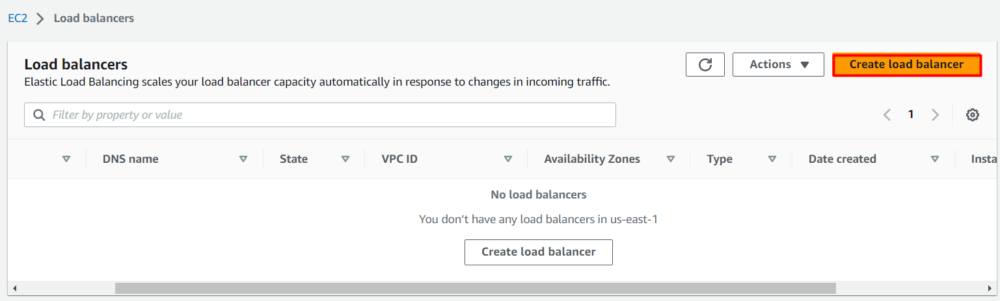 EC2 Load balancers
Load balancers
Actions
Create load balancer
Elastic Load Balancing scales your load balancer capacity automatically in response to changes in incoming traffic.
Filter by property or value
1
DNS name State VPC ID Availability Zones Type Date created Insta
No load balancers
You don’t have any load balancers in us-east-1
Create load balancer